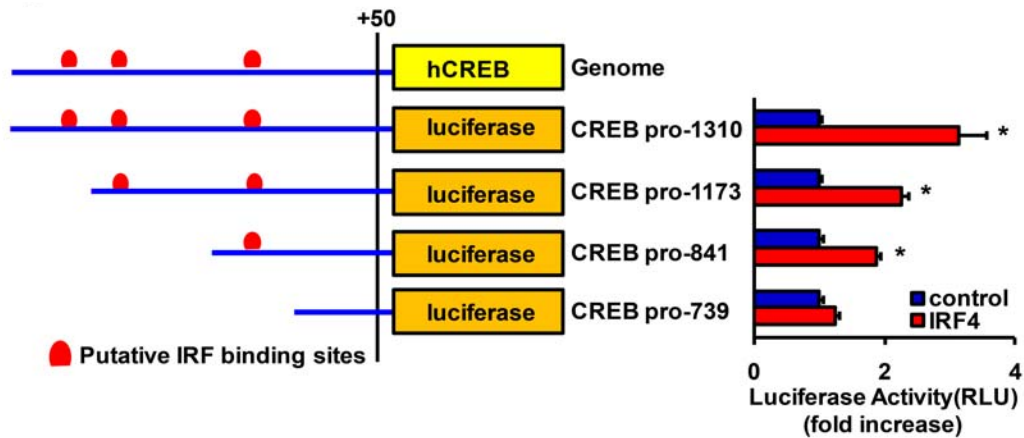 +50
hCREB Genome
luciferase CREB pro-1310 *
luciferase CREB pro-1173 *
luciferase CREB pro-841 *
luciferase CREB pro-739
control
IRF4
Putative IRF binding sites
0 2 4
Luciferase Activity(RLU)
(fold increase)